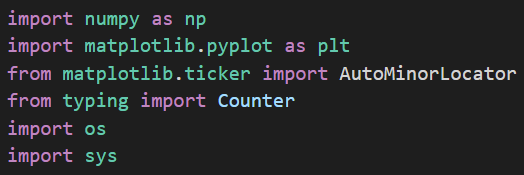 import numpy as np
import matplotlib.pyplot as plt
from matplotlib.ticker import AutoMinorLocator
from typing import Counter
import os
import sys